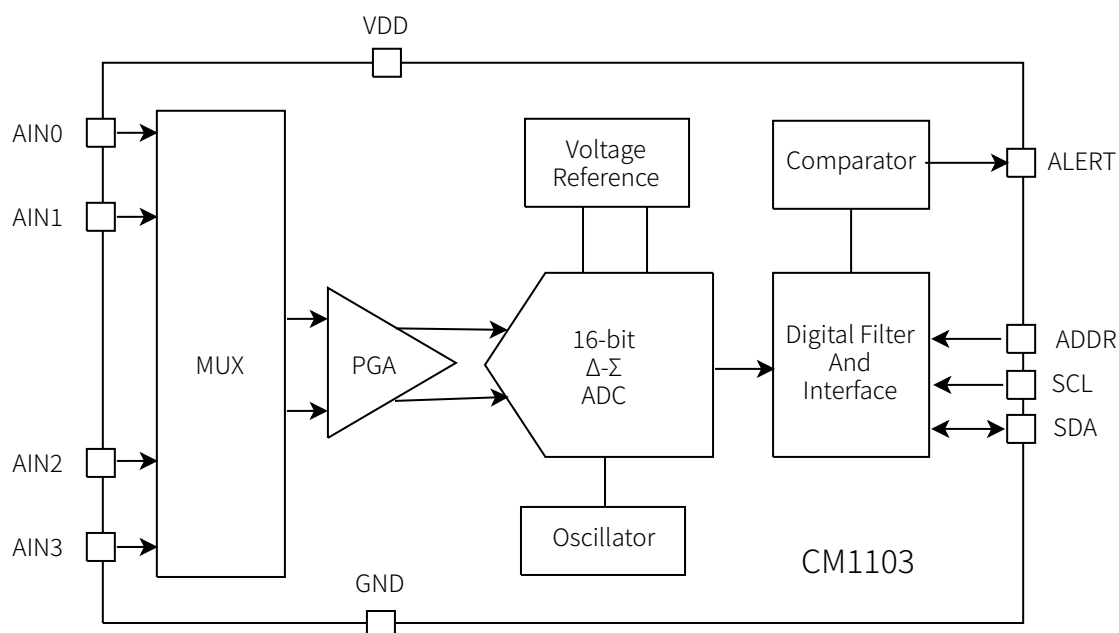 VDD
AIN0
AIN1
AIN2
AIN3
MUX
PGA
Voltage
Reference
16-bit
Δ-Σ
ADC
Oscillator
Comparator
Digital Filter
And
Interface
ALERT
ADDR
SCL
SDA
GND
CM1103